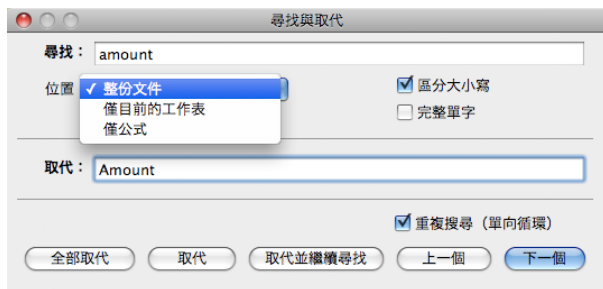 尋找與取代
尋找： amount
位置 ✓ 整份文件
僅目前的工作表
僅公式
區分大小寫
完整單字
取代： Amount
重複搜尋（單向循環）
全部取代 取代 取代並繼續尋找 上一個 下一個